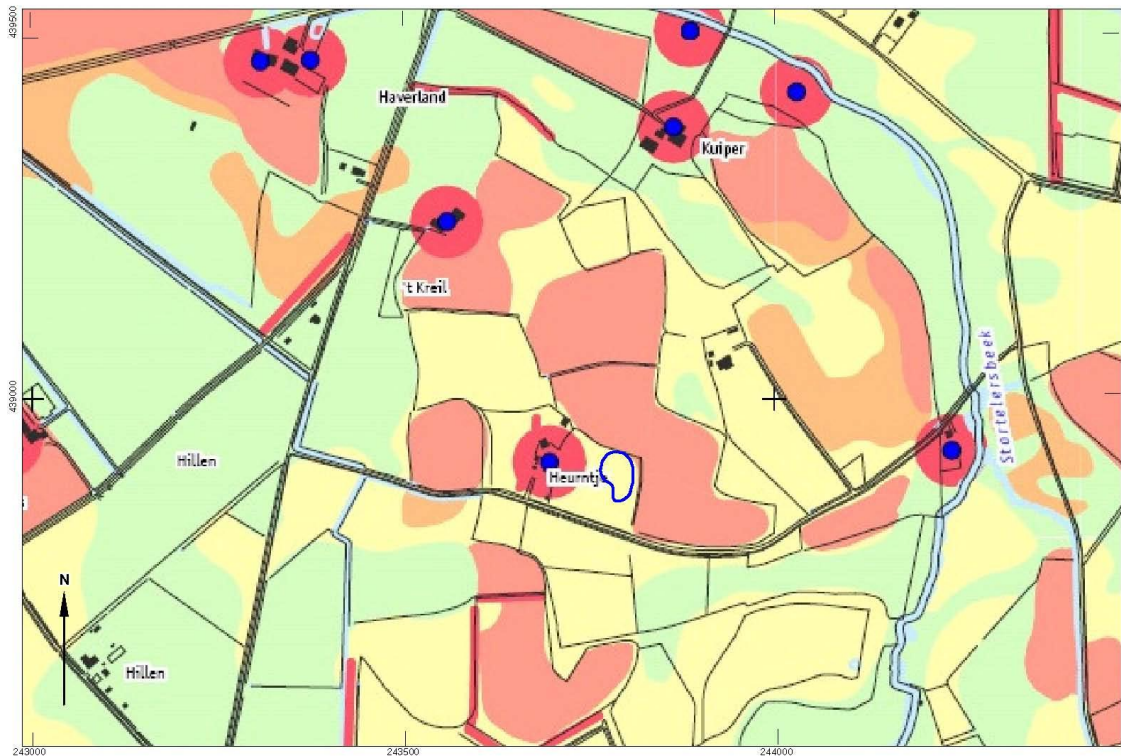 439500
Haverland
Kuiper
't Kreil
439000
Stortelersbeek
Hillen
Heurntje
N
Hillen
243000
243500
244000